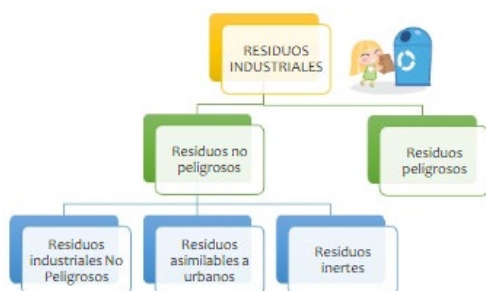 RESIDUOS
INDUSTRIALES
Residuos no
peligrosos
Residuos
peligrosos
Residuos
industriales No
Peligrosos
Residuos
asimilables a
urbanos
Residuos
inertes